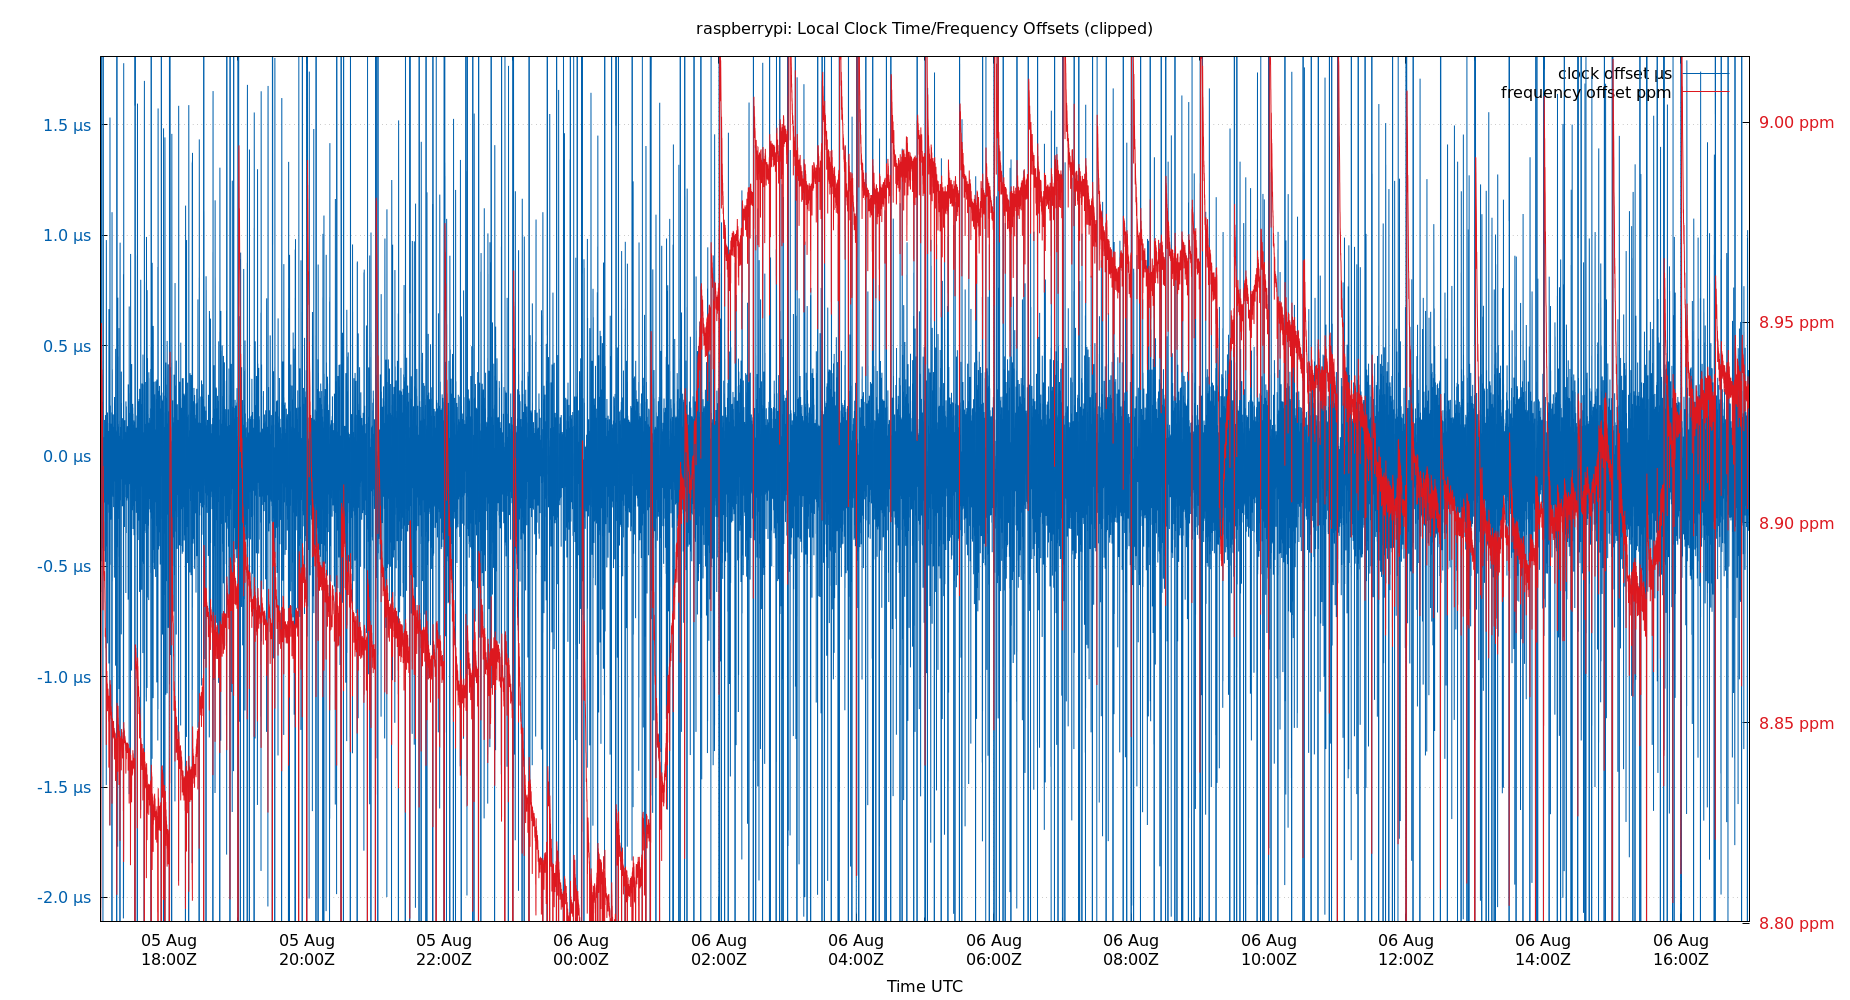 raspberrypi: Local Clock Time/Frequency Offsets (clipped)
clock offset µs
frequency offset ppm
1.5 µs
1.0 µs
0.5 µs
0.0 µs
-0.5 µs
-1.0 µs
-1.5 µs
-2.0 µs
9.00 ppm
8.95 ppm
8.90 ppm
8.85 ppm
8.80 ppm
05 Aug 05 Aug 05 Aug 06 Aug 06 Aug 06 Aug 06 Aug 06 Aug 06 Aug 06 Aug 06 Aug 06 Aug
18:00Z 20:00Z 22:00Z 00:00Z 02:00Z 04:00Z 06:00Z 08:00Z 10:00Z 12:00Z 14:00Z 16:00Z
Time UTC